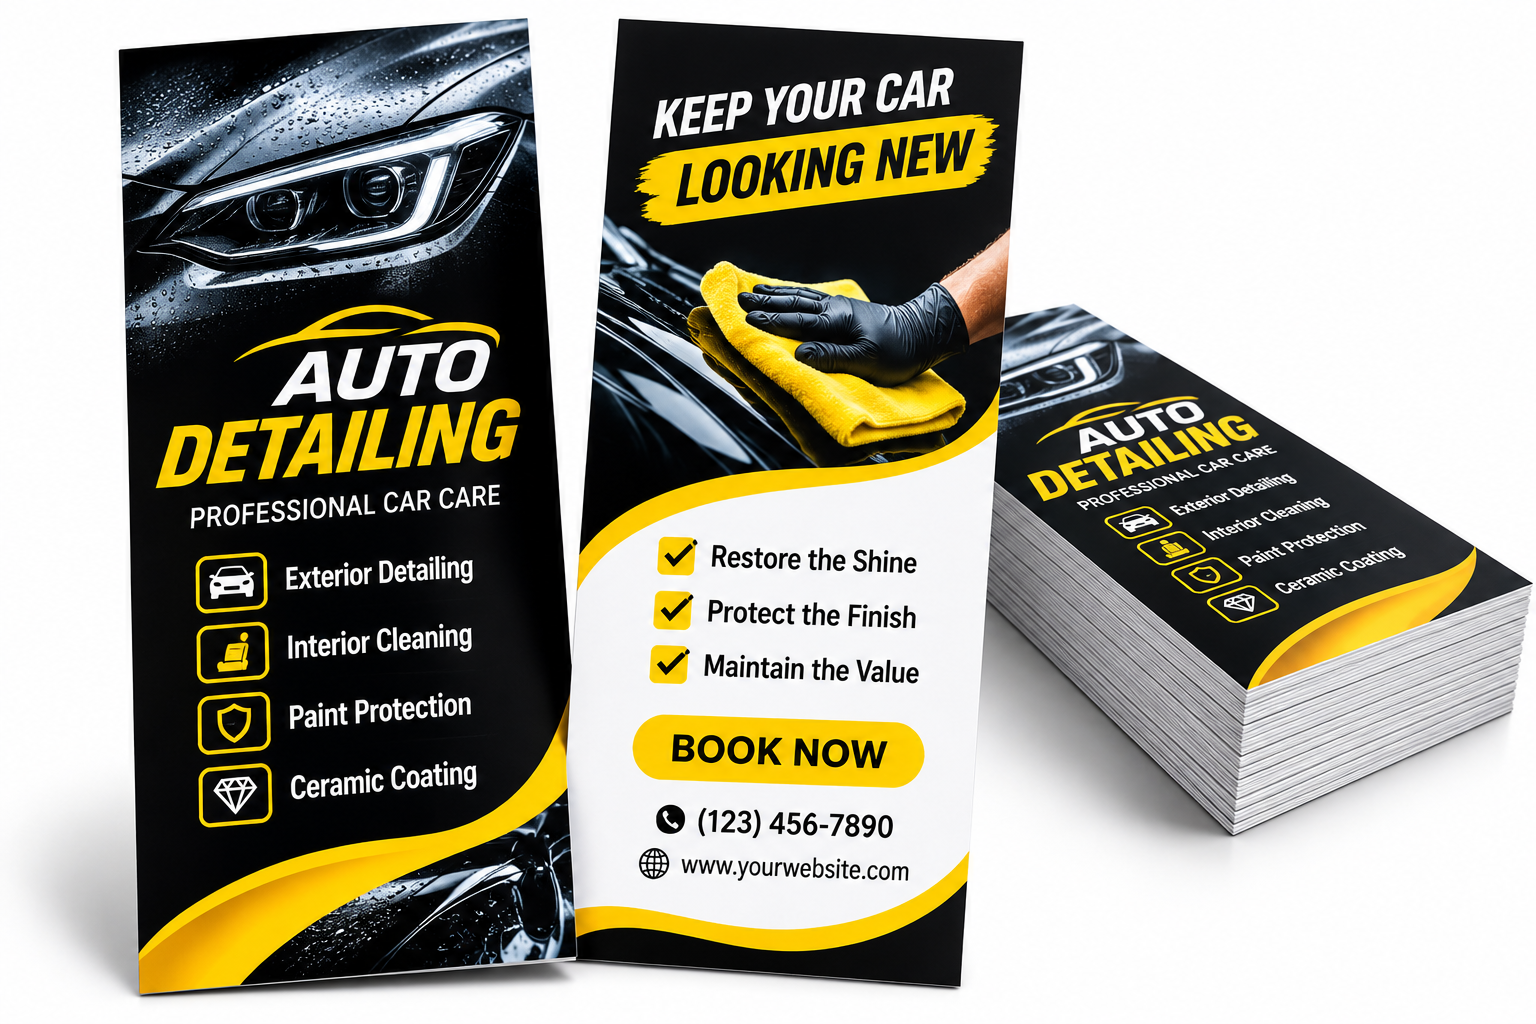 AUTO
DETAILING
PROFESSIONAL CAR CARE
Exterior Detailing
Interior Cleaning
Paint Protection
Ceramic Coating
KEEP YOUR CAR
LOOKING NEW
Restore the Shine
Protect the Finish
Maintain the Value
BOOK NOW
(123) 456-7890
www.yourwebsite.com
AUTO
DETAILING
PROFESSIONAL CAR CARE
Exterior Detailing
Interior Cleaning
Paint Protection
Ceramic Coating